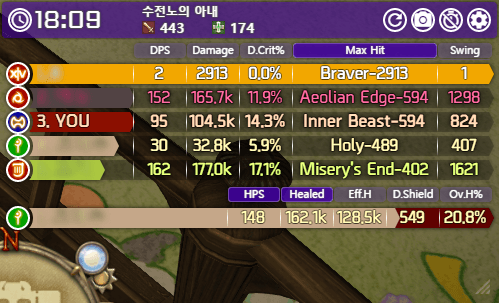 18:09 수전노의 아내
443 174
DPS Damage D.Crit% Max Hit Swing
2 2913 0,0% Braver-2913 1
152 165,7k 11,9% Aeolian Edge-594 1298
3. YOU 95 104,5k 14,3% Inner Beast-594 824
30 32,8k 5,9% Holy-489 407
162 177,0k 17,1% Misery's End-402 1621
HPS Healed Eff.H D.Shield Ov.H%
148 162,1k 128,5k 549 20,8%
N